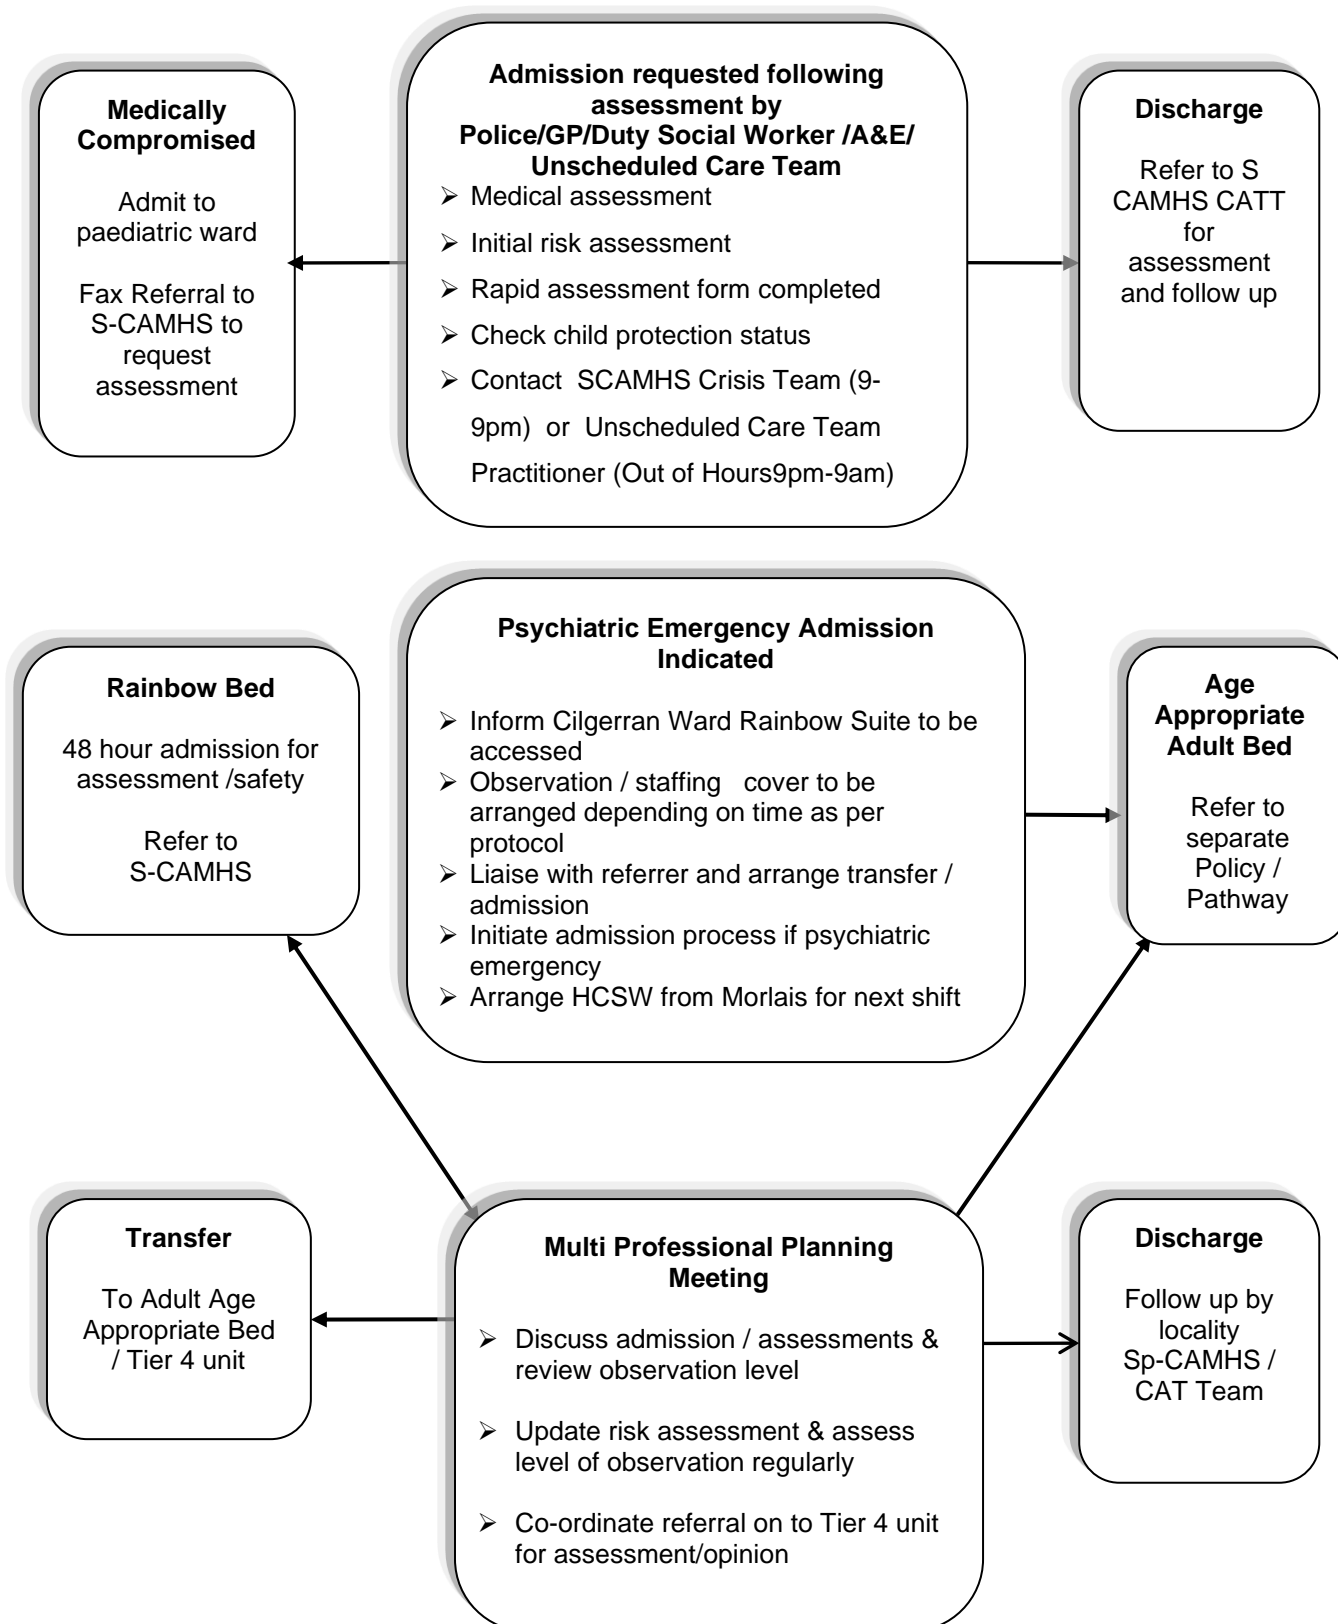 Medically
Compromised
Admit to
paediatric ward
Fax Referral to
S-CAMHS to
request
assessment
Admission requested following
assessment by
Police/GP/Duty Social Worker /A&E/
Unscheduled Care Team
➢ Medical assessment
➢ Initial risk assessment
➢ Rapid assessment form completed
➢ Check child protection status
➢ Contact SCAMHS Crisis Team (9-
9pm) or Unscheduled Care Team
Practitioner (Out of Hours9pm-9am)
Discharge
Refer to S
CAMHS CATT
for
assessment
and follow up
Rainbow Bed
48 hour admission for
assessment /safety
Refer to
S-CAMHS
Psychiatric Emergency Admission
Indicated
➢ Inform Cilgerran Ward Rainbow Suite to be
accessed
➢ Observation / staffing cover to be
arranged depending on time as per
protocol
➢ Liaise with referrer and arrange transfer /
admission
➢ Initiate admission process if psychiatric
emergency
➢ Arrange HCSW from Morlais for next shift
Age
Appropriate
Adult Bed
Refer to
separate
Policy /
Pathway
Transfer
To Adult Age
Appropriate Bed
/ Tier 4 unit
Multi Professional Planning
Meeting
➢ Discuss admission / assessments &
review observation level
➢ Update risk assessment & assess
level of observation regularly
➢ Co-ordinate referral on to Tier 4 unit
for assessment/opinion
Discharge
Follow up by
locality
Sp-CAMHS /
CAT Team